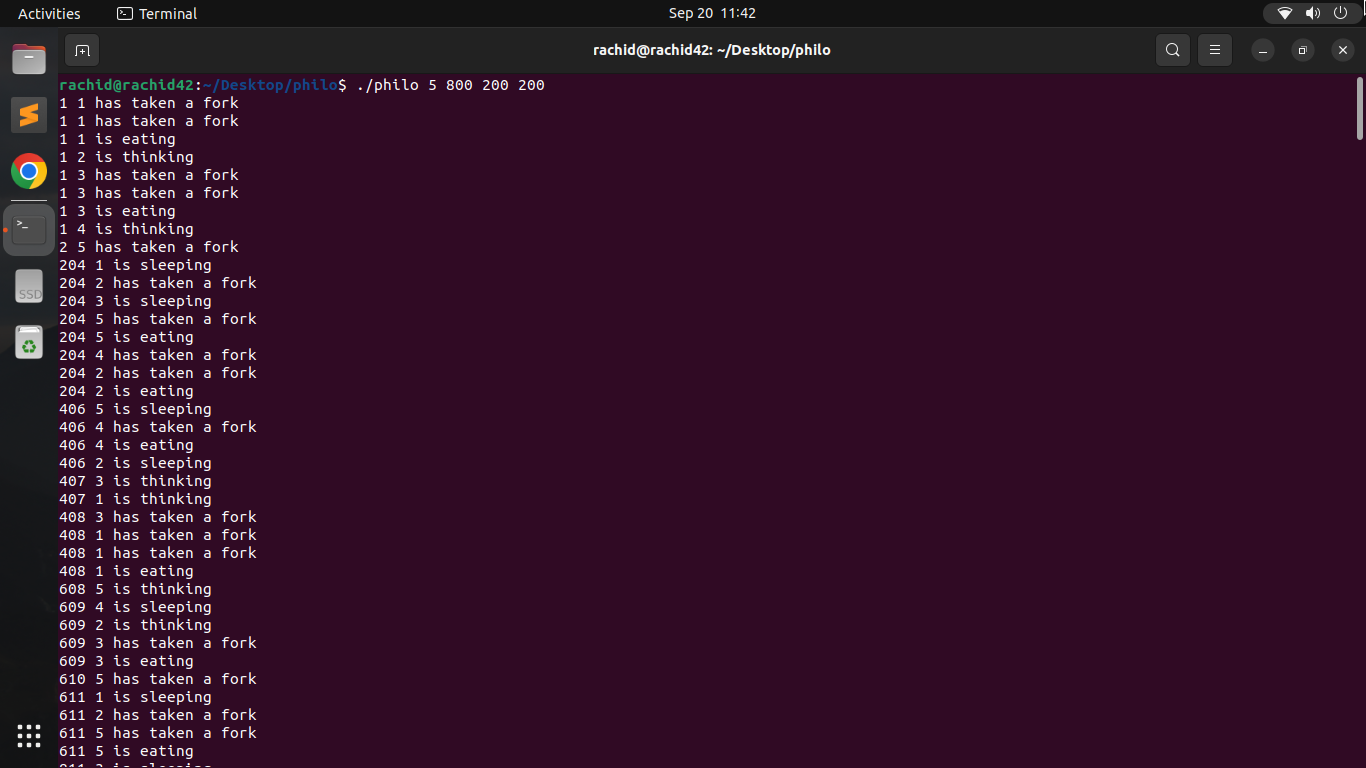 Activities Terminal Sep 20 11:42
rachid@rachid42: ~/Desktop/philo
rachid@rachid42:~/Desktop/philo$ ./philo 5 800 200 200
1 1 has taken a fork
1 1 has taken a fork
1 1 is eating
1 2 is thinking
1 3 has taken a fork
1 3 has taken a fork
1 3 is eating
1 4 is thinking
2 5 has taken a fork
204 1 is sleeping
204 2 has taken a fork
204 3 is sleeping
204 5 has taken a fork
204 5 is eating
204 4 has taken a fork
204 2 has taken a fork
204 2 is eating
406 5 is sleeping
406 4 has taken a fork
406 4 is eating
406 2 is sleeping
407 3 is thinking
407 1 is thinking
408 3 has taken a fork
408 1 has taken a fork
408 1 has taken a fork
408 1 is eating
608 5 is thinking
609 4 is sleeping
609 2 is thinking
609 3 has taken a fork
609 3 is eating
610 5 has taken a fork
611 1 is sleeping
611 2 has taken a fork
611 5 has taken a fork
611 5 is eating
SSD